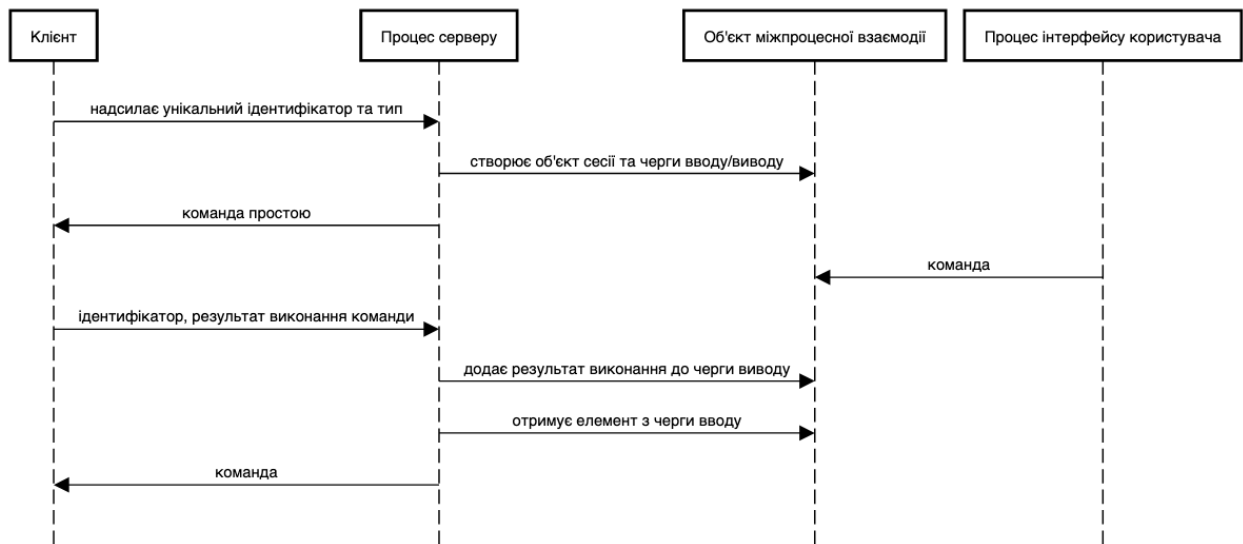 Клієнт
Процес серверу
Об'єкт міжпроцесної взаємодії
Процес інтерфейсу користувача
надсилає унікальний ідентифікатор та тип
створює об'єкт сесії та черги вводу/виводу
команда простою
команда
ідентифікатор, результат виконання команди
додає результат виконання до черги виводу
отримує елемент з черги вводу
команда